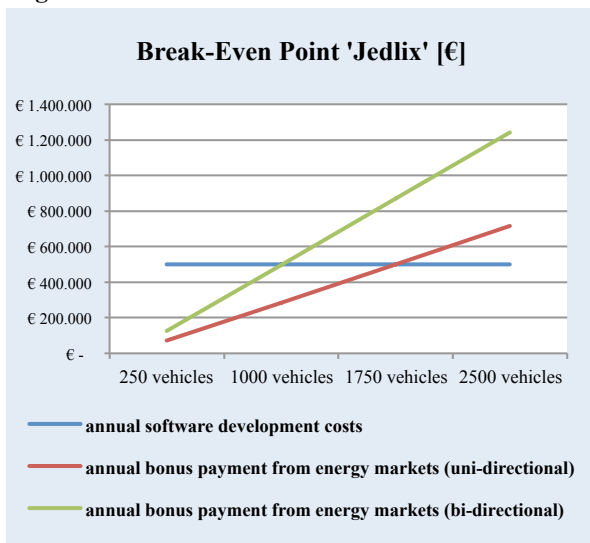 Break-Even Point 'Jedlix' [€]
€ 1.400.000
€ 1.200.000
€ 1.000.000
€ 800.000
€ 600.000
€ 400.000
€ 200.000
€ -
250 vehicles 1000 vehicles 1750 vehicles 2500 vehicles
annual software development costs
annual bonus payment from energy markets (uni-directional)
annual bonus payment from energy markets (bi-directional)